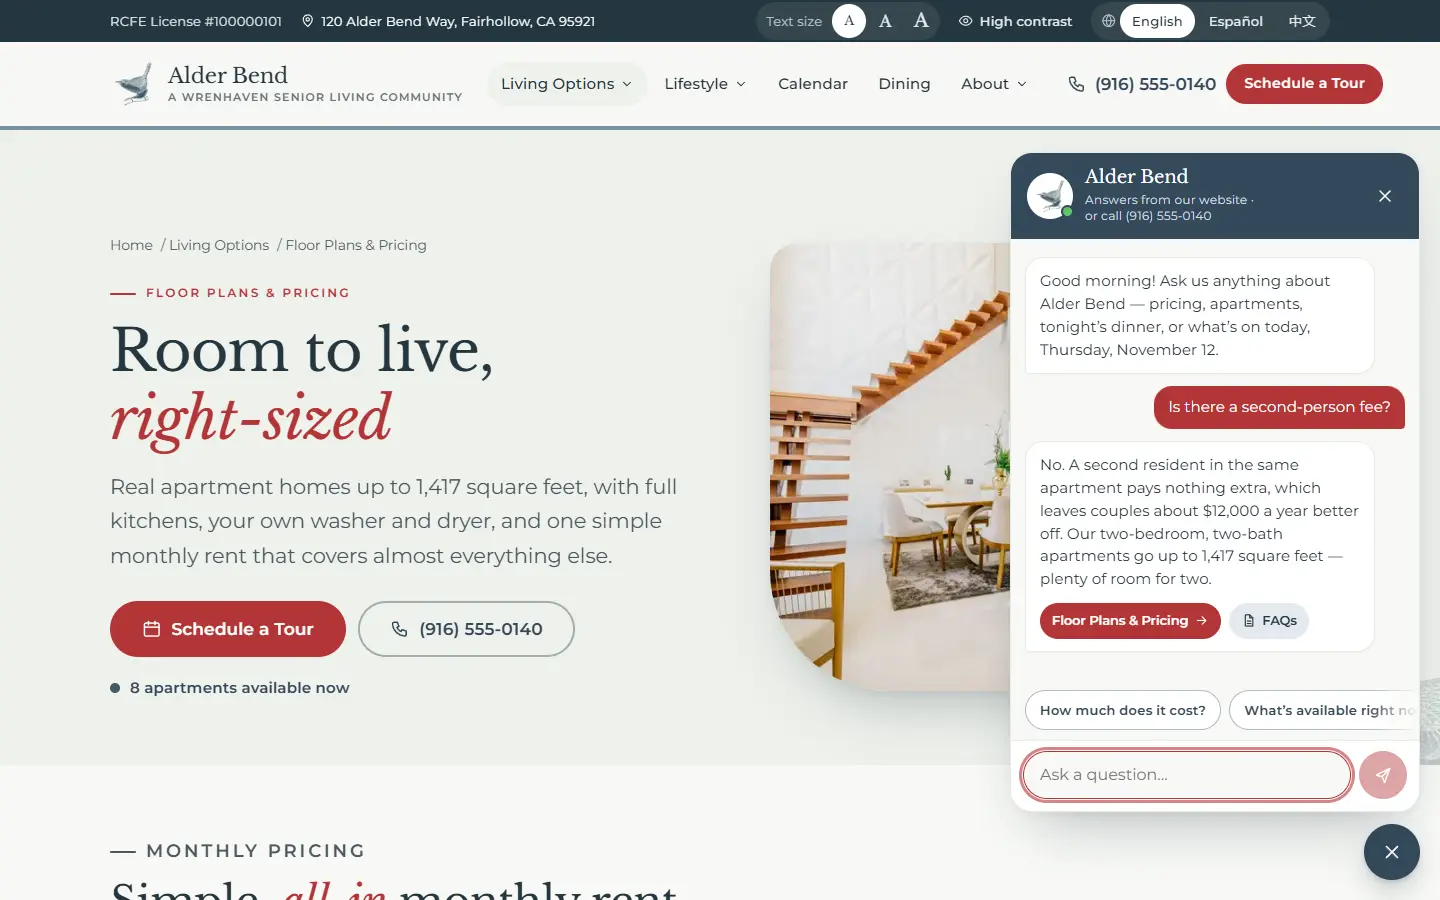 RCFE License #100000101
120 Alder Bend Way, Fairhollow, CA 95921
Text size A A A
High contrast
English Español 中文
Alder Bend
A WRENHAVEN SENIOR LIVING COMMUNITY
Living Options
Lifestyle
Calendar
Dining
About
(916) 555-0140
Schedule a Tour
Home / Living Options / Floor Plans & Pricing
FLOOR PLANS & PRICING
Room to live,
right-sized
Real apartment homes up to 1,417 square feet, with full
kitchens, your own washer and dryer, and one simple
monthly rent that covers almost everything else.
Schedule a Tour
(916) 555-0140
8 apartments available now
MONTHLY PRICING
Simple, all-in monthly rent
Alder Bend
Answers from our website ·
or call (916) 555-0140
Good morning! Ask us anything about
Alder Bend — pricing, apartments,
tonight’s dinner, or what’s on today,
Thursday, November 12.
Is there a second-person fee?
No. A second resident in the same
apartment pays nothing extra, which
leaves couples about $12,000 a year better
off. Our two-bedroom, two-bath
apartments go up to 1,417 square feet —
plenty of room for two.
Floor Plans & Pricing →
FAQs
How much does it cost?
What’s available right no
Ask a question...